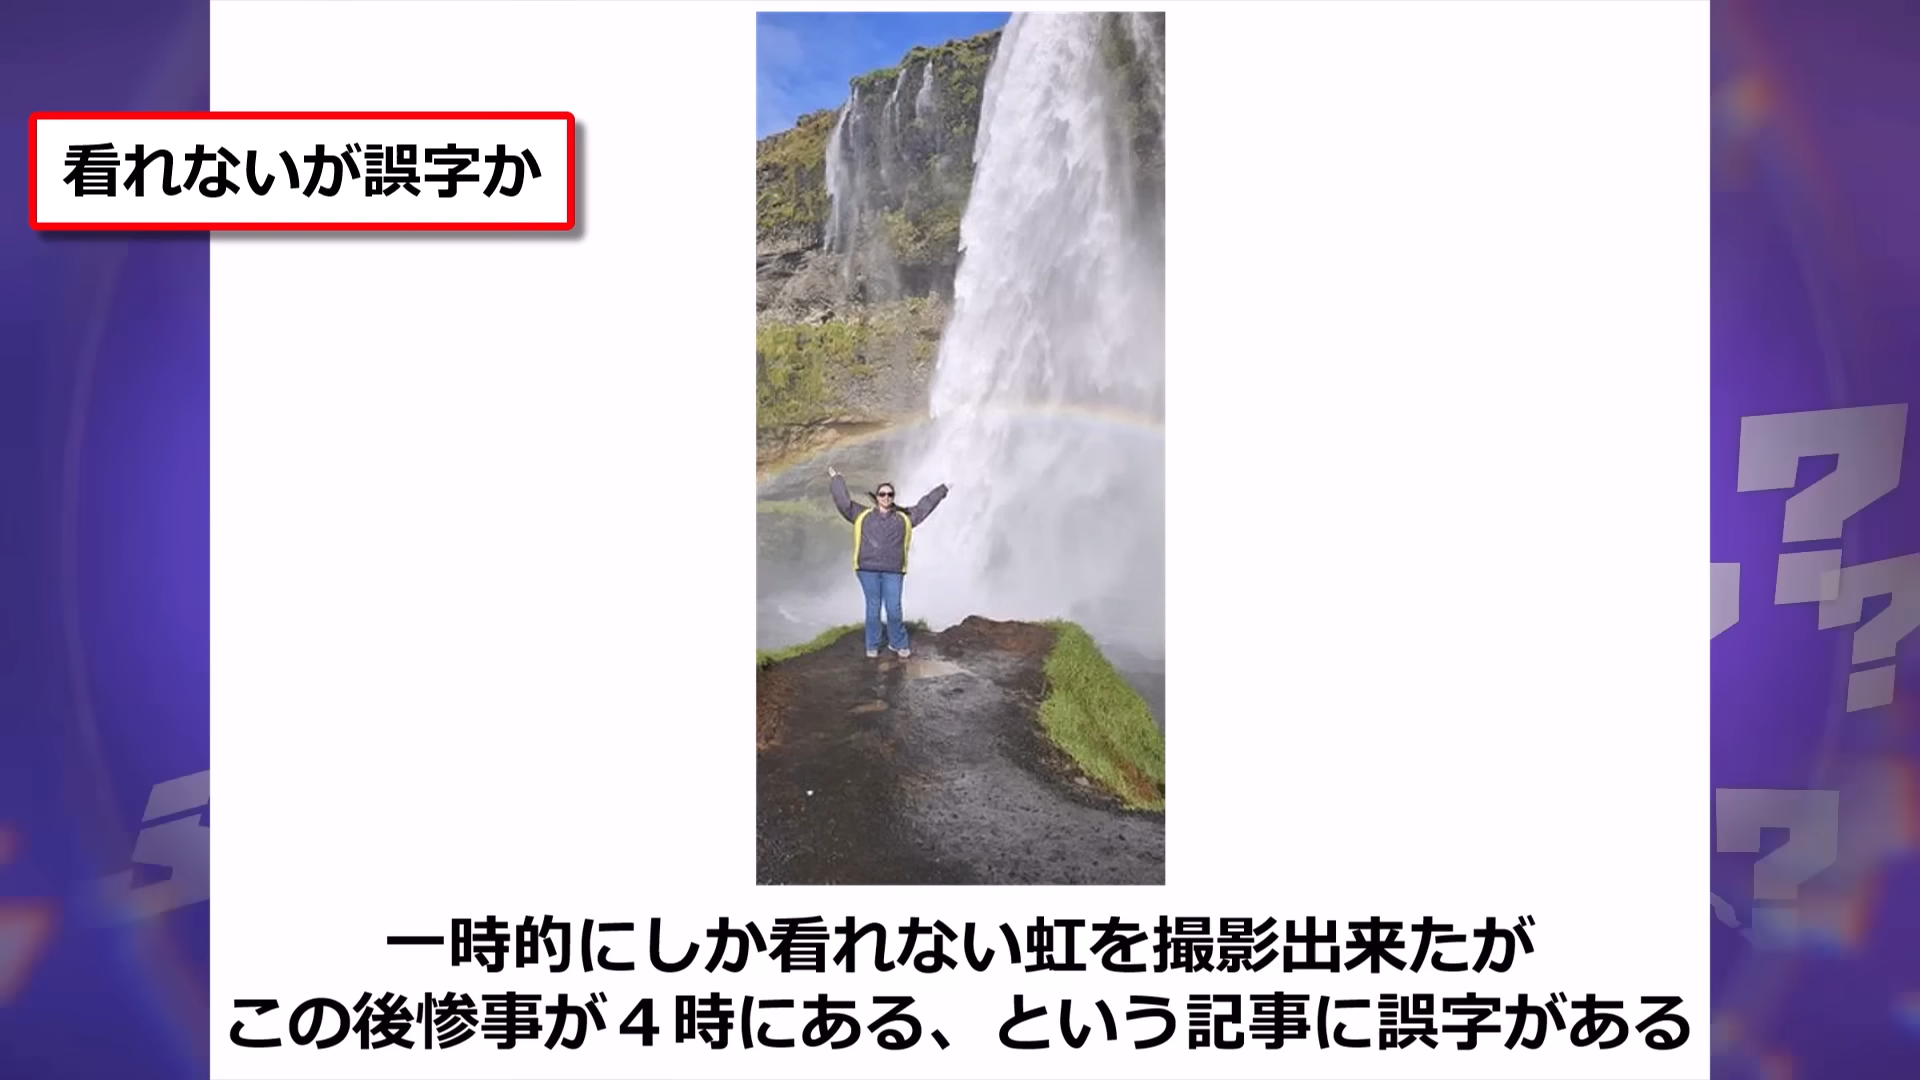 看れないが誤字か
一時的にしか看れない虹を撮影出来たが
この後惨事が４時にある、という記事に誤字がある